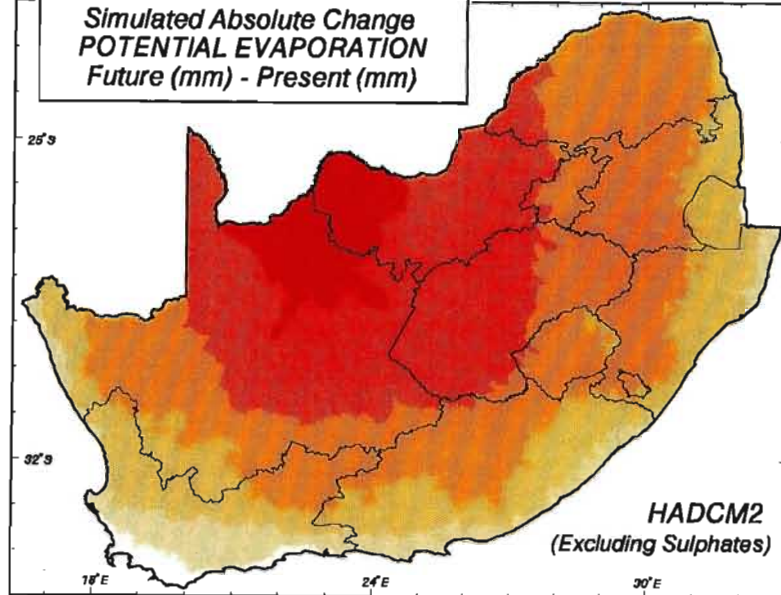 Simulated Absolute Change
POTENTIAL EVAPORATION
Future (mm) - Present (mm)
25°S
32°S
HADCM2
(Excluding Sulphates)
18°E
24°E
30°E